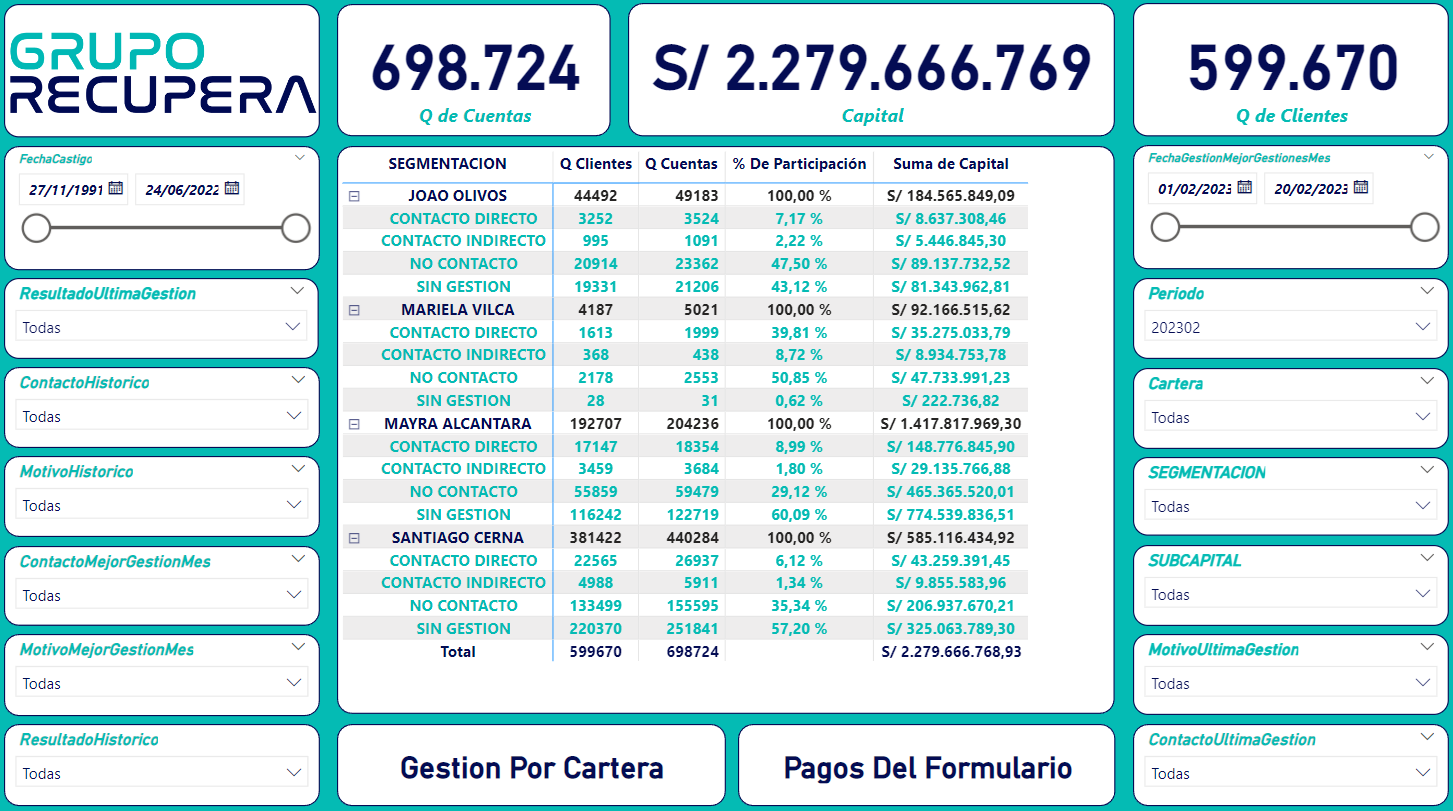 GRUPO
RECUPERA
698.724
Q de Cuentas
S/ 2.279.666.769
Capital
599.670
Q de Clientes
FechaCastigo
27/11/1991 24/06/2022
ResultadoUltimaGestion
Todas
ContactoHistorico
Todas
MotivoHistorico
Todas
ContactoMejorGestionMes
Todas
MotivoMejorGestionMes
Todas
ResultadoHistorico
Todas
SEGMENTACION Q Clientes Q Cuentas % De Participación Suma de Capital
JOAO OLIVOS 44492 49183 100,00 % S/ 184.565.849,09
CONTACTO DIRECTO 3252 3524 7,17 % S/ 8.637.308,46
CONTACTO INDIRECTO 995 1091 2,22 % S/ 5.446.845,30
NO CONTACTO 20914 23362 47,50 % S/ 89.137.732,52
SIN GESTION 19331 21206 43,12 % S/ 81.343.962,81
MARIELA VILCA 4187 5021 100,00 % S/ 92.166.515,62
CONTACTO DIRECTO 1613 1999 39,81 % S/ 35.275.033,79
CONTACTO INDIRECTO 368 438 8,72 % S/ 8.934.753,78
NO CONTACTO 2178 2553 50,85 % S/ 47.733.991,23
SIN GESTION 28 31 0,62 % S/ 222.736,82
MAYRA ALCANTARA 192707 204236 100,00 % S/ 1.417.817.969,30
CONTACTO DIRECTO 17147 18354 8,99 % S/ 148.776.845,90
CONTACTO INDIRECTO 3459 3684 1,80 % S/ 29.135.766,88
NO CONTACTO 55859 59479 29,12 % S/ 465.365.520,01
SIN GESTION 116242 122719 60,09 % S/ 774.539.836,51
SANTIAGO CERNA 381422 440284 100,00 % S/ 585.116.434,92
CONTACTO DIRECTO 22565 26937 6,12 % S/ 43.259.391,45
CONTACTO INDIRECTO 4988 5911 1,34 % S/ 9.855.583,96
NO CONTACTO 133499 155595 35,34 % S/ 206.937.670,21
SIN GESTION 220370 251841 57,20 % S/ 325.063.789,30
Total 599670 698724 S/ 2.279.666.768,93
Gestion Por Cartera
Pagos Del Formulario
FechaGestionMejorGestionesMes
01/02/2023 20/02/2023
Periodo
202302
Cartera
Todas
SEGMENTACION
Todas
SUBCAPITAL
Todas
MotivoUltimaGestion
Todas
ContactoUltimaGestion
Todas